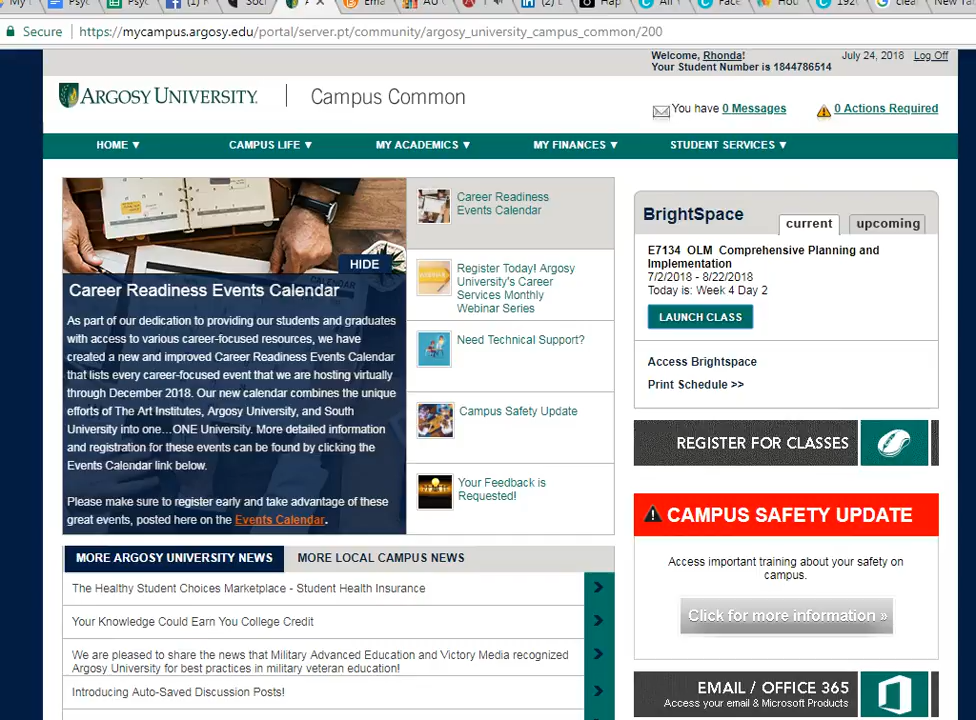 Secure https://mycampus.argosy.edu/portal/server.pt/community/argosy_university_campus_common/200
Welcome, Rhonda! July 24, 2018 Log Off
Your Student Number is 1844786514
ARGOSY UNIVERSITY. Campus Common
You have 0 Messages 0 Actions Required
HOME ▼ CAMPUS LIFE ▼ MY ACADEMICS ▼ MY FINANCES ▼ STUDENT SERVICES ▼
HIDE
Career Readiness Events Calendar
As part of our dedication to providing our students and graduates
with access to various career-focused resources, we have
created a new and improved Career Readiness Events Calendar
that lists every career-focused event that we are hosting virtually
through December 2018. Our new calendar combines the unique
efforts of The Art Institutes, Argosy University, and South
University into one…ONE University. More detailed information
and registration for these events can be found by clicking the
Events Calendar link below.
Please make sure to register early and take advantage of these
great events, posted here on the Events Calendar.
Career Readiness
Events Calendar
Register Today! Argosy
University's Career
Services Monthly
Webinar Series
Need Technical Support?
Campus Safety Update
Your Feedback is
Requested!
BrightSpace current upcoming
E7134 OLM Comprehensive Planning and
Implementation
7/2/2018 - 8/22/2018
Today is: Week 4 Day 2
LAUNCH CLASS
Access Brightspace
Print Schedule >>
REGISTER FOR CLASSES
CAMPUS SAFETY UPDATE
Access important training about your safety on
campus.
Click for more information »
EMAIL / OFFICE 365
Access your email & Microsoft Products
MORE ARGOSY UNIVERSITY NEWS MORE LOCAL CAMPUS NEWS
The Healthy Student Choices Marketplace - Student Health Insurance
Your Knowledge Could Earn You College Credit
We are pleased to share the news that Military Advanced Education and Victory Media recognized
Argosy University for best practices in military veteran education!
Introducing Auto-Saved Discussion Posts!